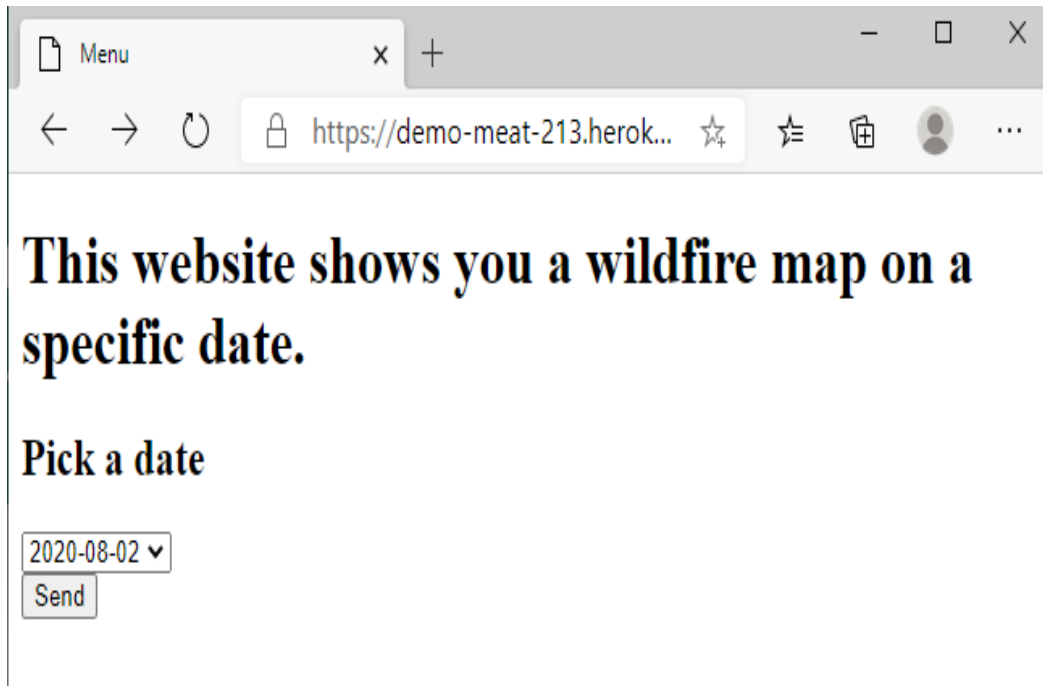 Menu
https://demo-meat-213.herok...
This website shows you a wildfire map on a
specific date.
Pick a date
2020-08-02
Send